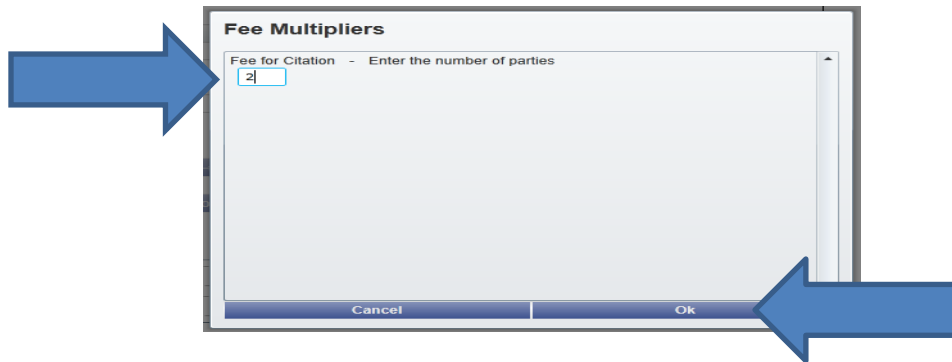 Fee Multipliers
Fee for Citation - Enter the number of parties
2
Cancel Ok